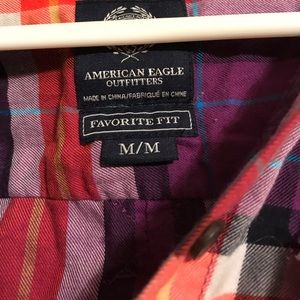 AMERICAN EAGLE
OUTFITTERS
MADE IN CHINA/FABRIQUÉ EN CHINE
FAVORITE FIT
M/M